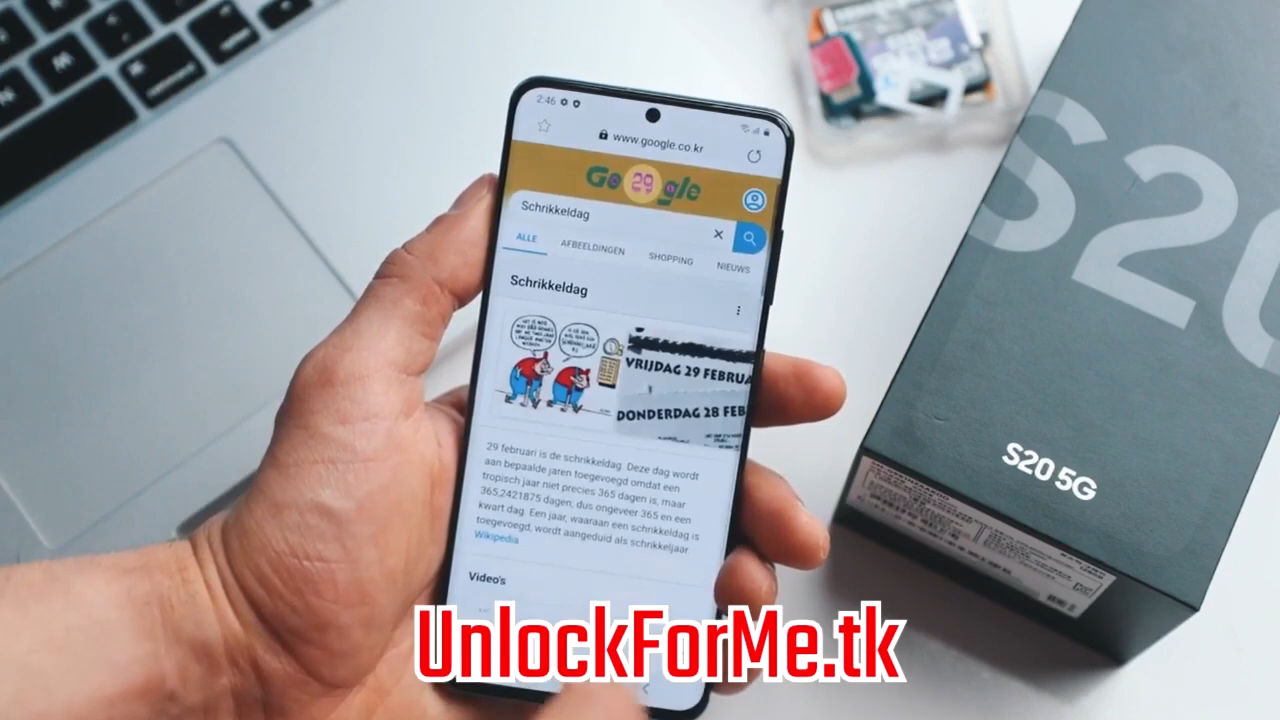 2:46
www.google.co.kr
Go29gle
Schrikkeldag
ALLE
AFBEELDINGEN
SHOPPING
NIEUWS
Schrikkeldag
VRIJDAG 29 FEBRUA
DONDERDAG 28 FEB
29 februari is de schrikkeldag. Deze dag wordt
aan bepaalde jaren toegevoegd omdat een
tropisch jaar niet precies 365 dagen is, maar
365,2421875 dagen, dus ongeveer 365 en een
kwart dag. Een jaar, waaraan een schrikkeldag is
toegevoegd, wordt aangeduid als schrikkeljaar.
Wikipedia
Video's
S20
S20 5G
UnlockForMe.tk